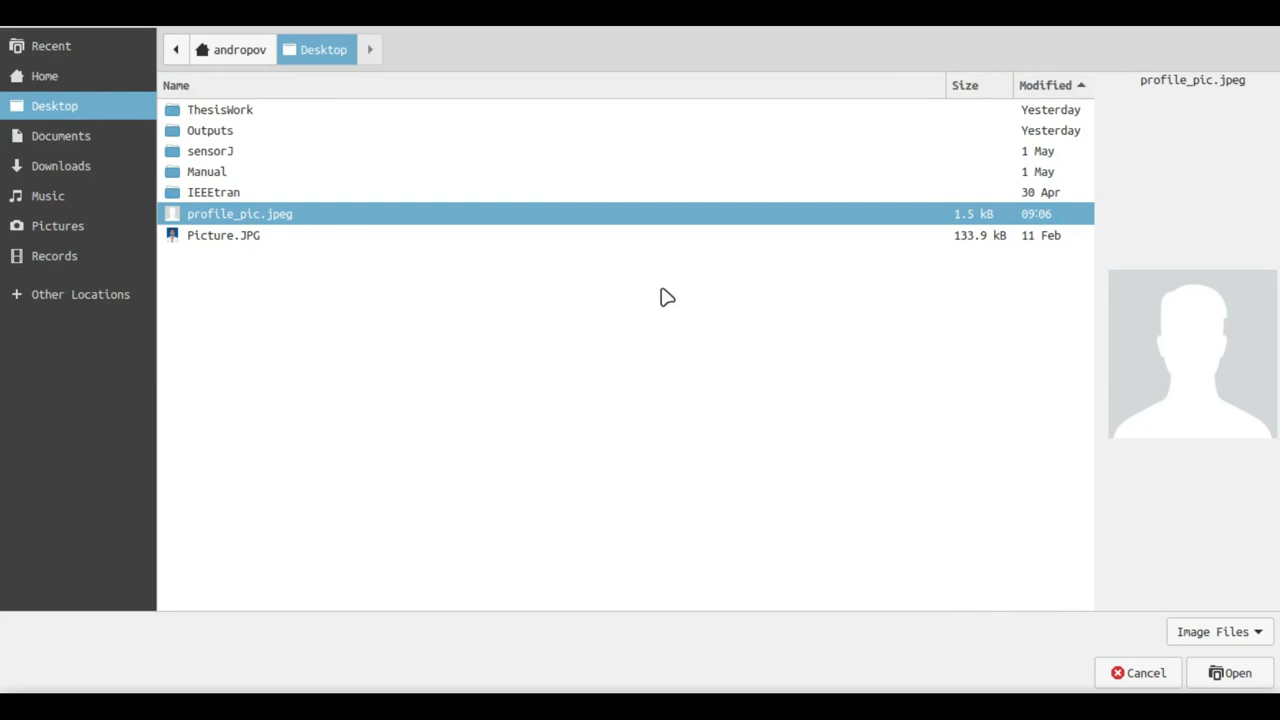 Recent
Home
Desktop
Documents
Downloads
Music
Pictures
Records
Other Locations
andropov Desktop
Name Size Modified
ThesisWork Yesterday
Outputs Yesterday
sensorJ 1 May
Manual 1 May
IEEEtran 30 Apr
profile_pic.jpeg 1.5 kB 09:06
Picture.JPG 133.9 kB 11 Feb
profile_pic.jpeg
Image Files
Cancel Open